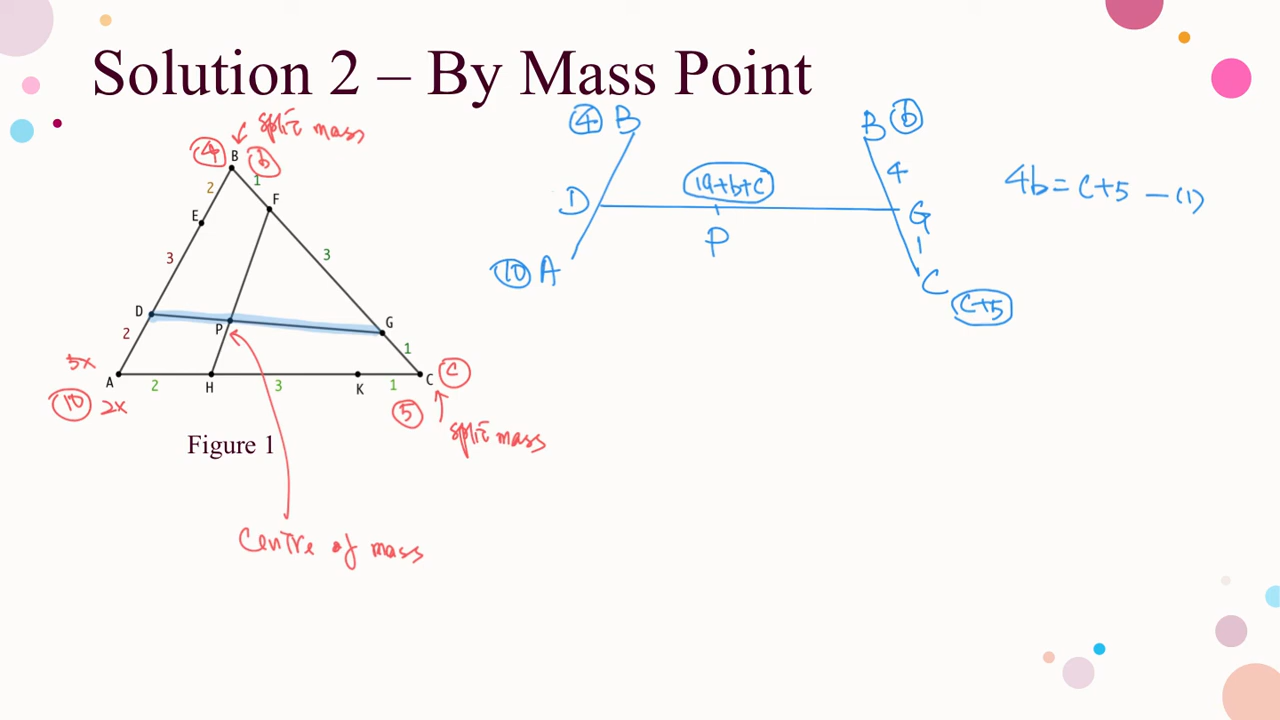 Solution 2 – By Mass Point
split mass
4
B
b
2
1
E
F
3
3
D
P
G
2
1
5x
A
2
H
3
K
1
C
c
10
2x
5
split mass
Figure 1
Centre of mass
4
B
D
10
A
19+b+c
P
B
b
4
G
1
C
c+5
4b = c+5 — (1)